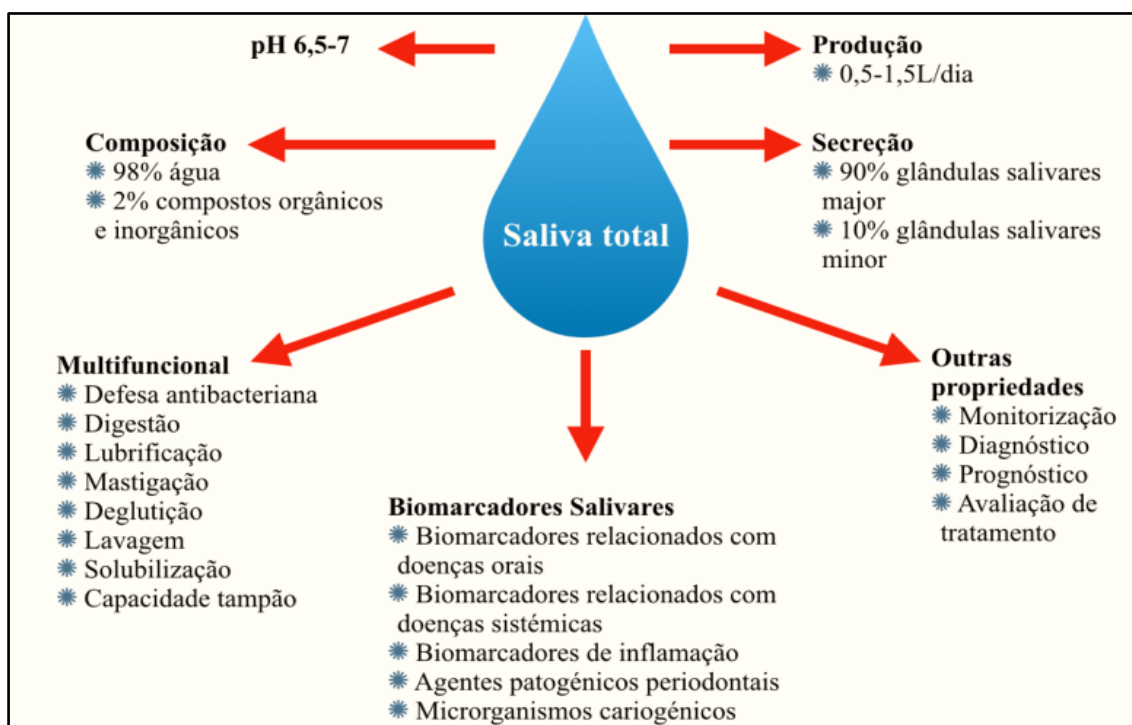 pH 6,5-7
Produção
✺ 0,5-1,5L/dia
Composição
✺ 98% água
✺ 2% compostos orgânicos
e inorgânicos
Secreção
✺ 90% glândulas salivares
major
✺ 10% glândulas salivares
minor
Saliva total
Multifuncional
✺ Defesa antibacteriana
✺ Digestão
✺ Lubrificação
✺ Mastigação
✺ Deglutição
✺ Lavagem
✺ Solubilização
✺ Capacidade tampão
Biomarcadores Salivares
✺ Biomarcadores relacionados com
doenças orais
✺ Biomarcadores relacionados com
doenças sistémicas
✺ Biomarcadores de inflamação
✺ Agentes patogénicos periodontais
✺ Microrganismos cariogénicos
Outras
propriedades
✺ Monitorização
✺ Diagnóstico
✺ Prognóstico
✺ Avaliação de
tratamento